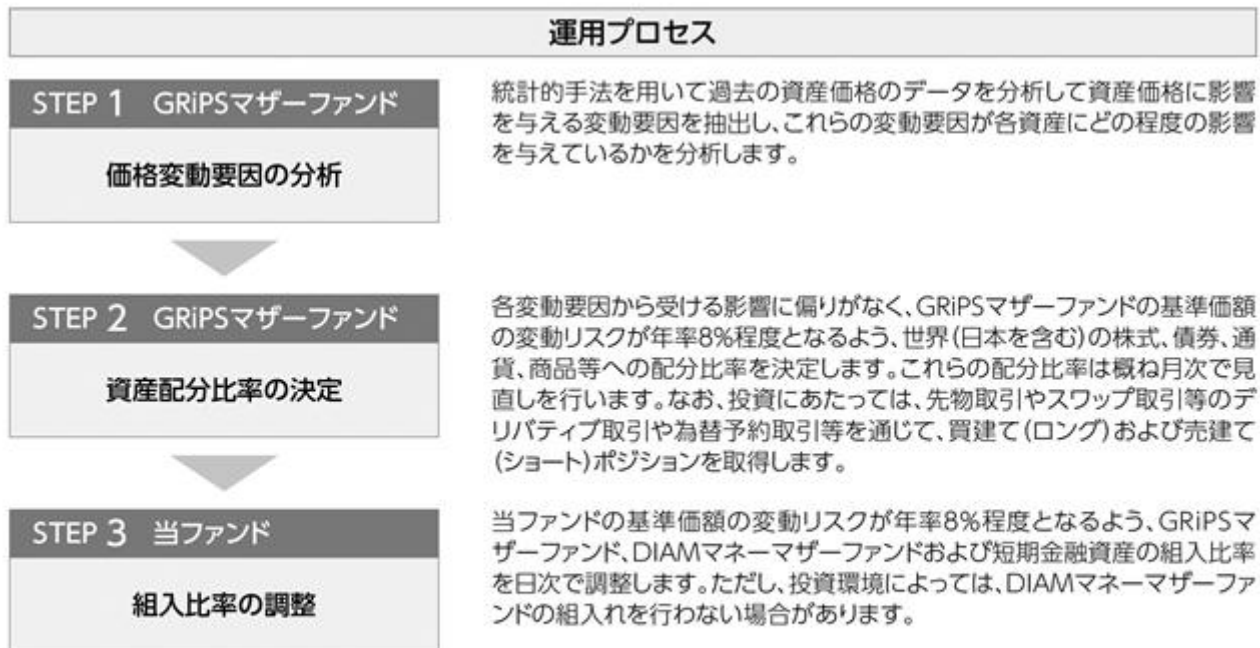 運用プロセス
STEP 1 GRiPSマザーファンド
価格変動要因の分析
統計的手法を用いて過去の資産価格のデータを分析して資産価格に影響
を与える変動要因を抽出し、これらの変動要因が各資産にどの程度の影響
を与えているかを分析します。
STEP 2 GRiPSマザーファンド
資産配分比率の決定
各変動要因から受ける影響に偏りがなく、GRiPSマザーファンドの基準価額
の変動リスクが年率8%程度となるよう、世界(日本を含む)の株式、債券、通
貨、商品等への配分比率を決定します。これらの配分比率は概ね月次で見
直しを行います。なお、投資にあたっては、先物取引やスワップ取引等のデ
リバティブ取引や為替予約取引等を通じて、買建て(ロング)および売建て
(ショート)ポジションを取得します。
STEP 3 当ファンド
組入比率の調整
当ファンドの基準価額の変動リスクが年率8%程度となるよう、GRiPSマ
ザーファンド、DIAMマネーマザーファンドおよび短期金融資産の組入比率
を日次で調整します。ただし、投資環境によっては、DIAMマネーマザーファ
ンドの組入れを行わない場合があります。